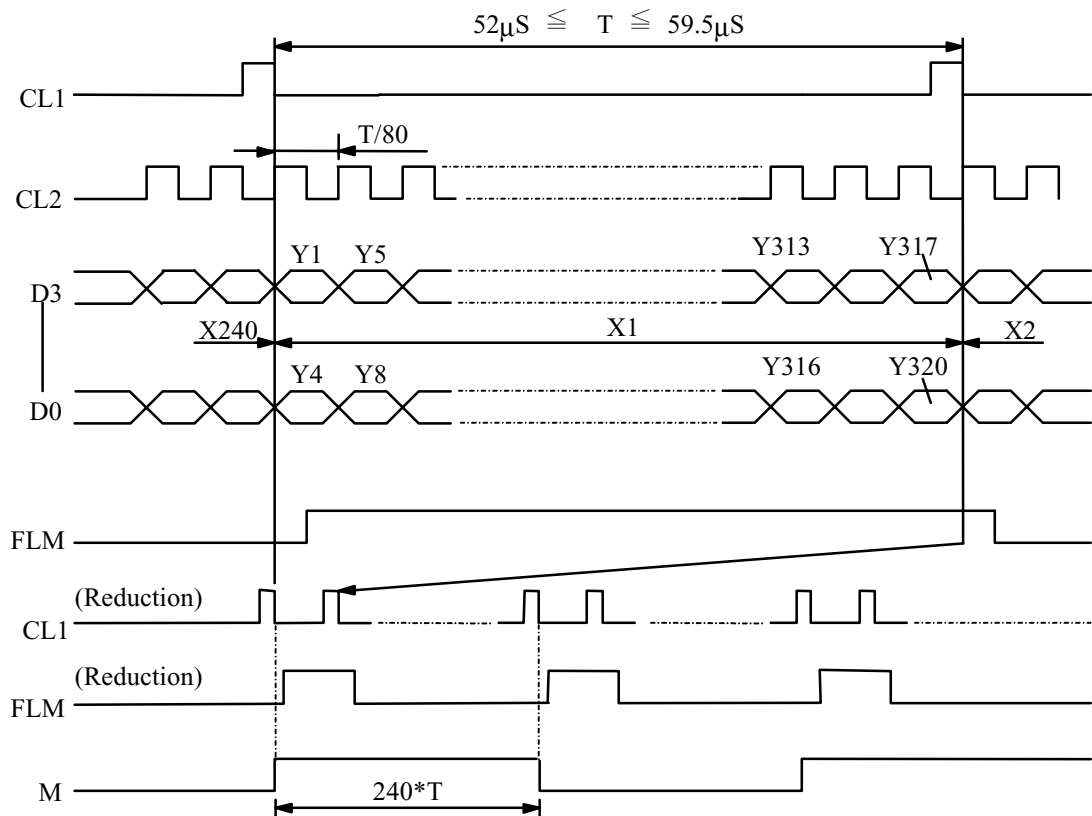 52μS ≦ T ≦ 59.5μS
CL1
T/80
CL2
Y1 Y5 Y313 Y317
D3
X240 X1 X2
Y4 Y8 Y316 Y320
D0
FLM
(Reduction)
CL1
(Reduction)
FLM
M
240*T